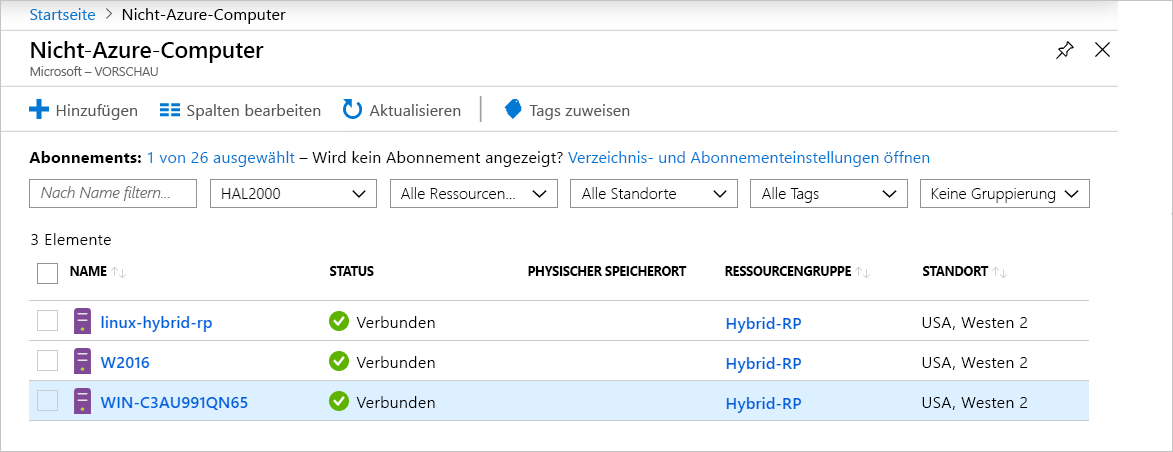 Startseite > Nicht-Azure-Computer
Nicht-Azure-Computer
Microsoft – VORSCHAU
Hinzufügen Spalten bearbeiten Aktualisieren Tags zuweisen
Abonnements: 1 von 26 ausgewählt – Wird kein Abonnement angezeigt? Verzeichnis- und Abonnementeinstellungen öffnen
Nach Name filtern... HAL2000 Alle Ressourcen... Alle Standorte Alle Tags Keine Gruppierung
3 Elemente
NAME STATUS PHYSISCHER SPEICHERORT RESSOURCENGRUPPE STANDORT
linux-hybrid-rp Verbunden Hybrid-RP USA, Westen 2
W2016 Verbunden Hybrid-RP USA, Westen 2
WIN-C3AU991QN65 Verbunden Hybrid-RP USA, Westen 2